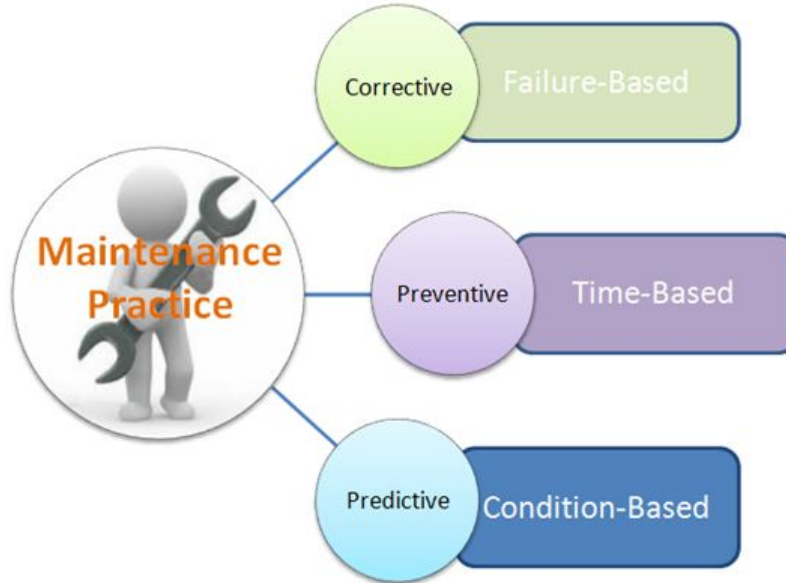 Maintenance
Practice
Corrective
Failure-Based
Preventive
Time-Based
Predictive
Condition-Based